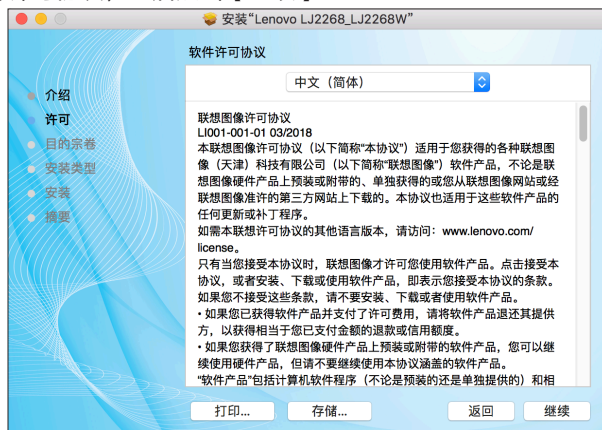 安装“Lenovo LJ2268_LJ2268W”
软件许可协议
中文（简体）
介绍
许可
目的宗卷
安装类型
安装
摘要
联想图像许可协议
LI001-001-01 03/2018
本联想图像许可协议（以下简称“本协议”）适用于您获得的各种联想图
像（天津）科技有限公司（以下简称“联想图像”）软件产品，不论是联
想图像硬件产品上预装或附带的、单独获得的或您从联想图像网站或经
联想图像准许的第三方网站上下载的。本协议也适用于这些软件产品的
任何更新或补丁程序。
如需本联想许可协议的其他语言版本，请访问：www.lenovo.com/
license。
只有当您接受本协议时，联想图像才许可您使用软件产品。点击接受本
协议，或者安装、下载或使用软件产品，即表示您接受本协议的条款。
如果您不接受这些条款，请不要安装、下载或者使用软件产品。
• 如果您已获得软件产品并支付了许可费用，请将软件产品退还其提供
方，以获得相当于您已支付金额的退款或信用额度。
• 如果您获得了联想图像硬件产品上预装或附带的软件产品，您可以继
续使用硬件产品，但请不要继续使用本协议涵盖的软件产品。
“软件产品”包括计算机软件程序（不论是预装的还是单独提供的）和相
打印...
存储...
返回
继续